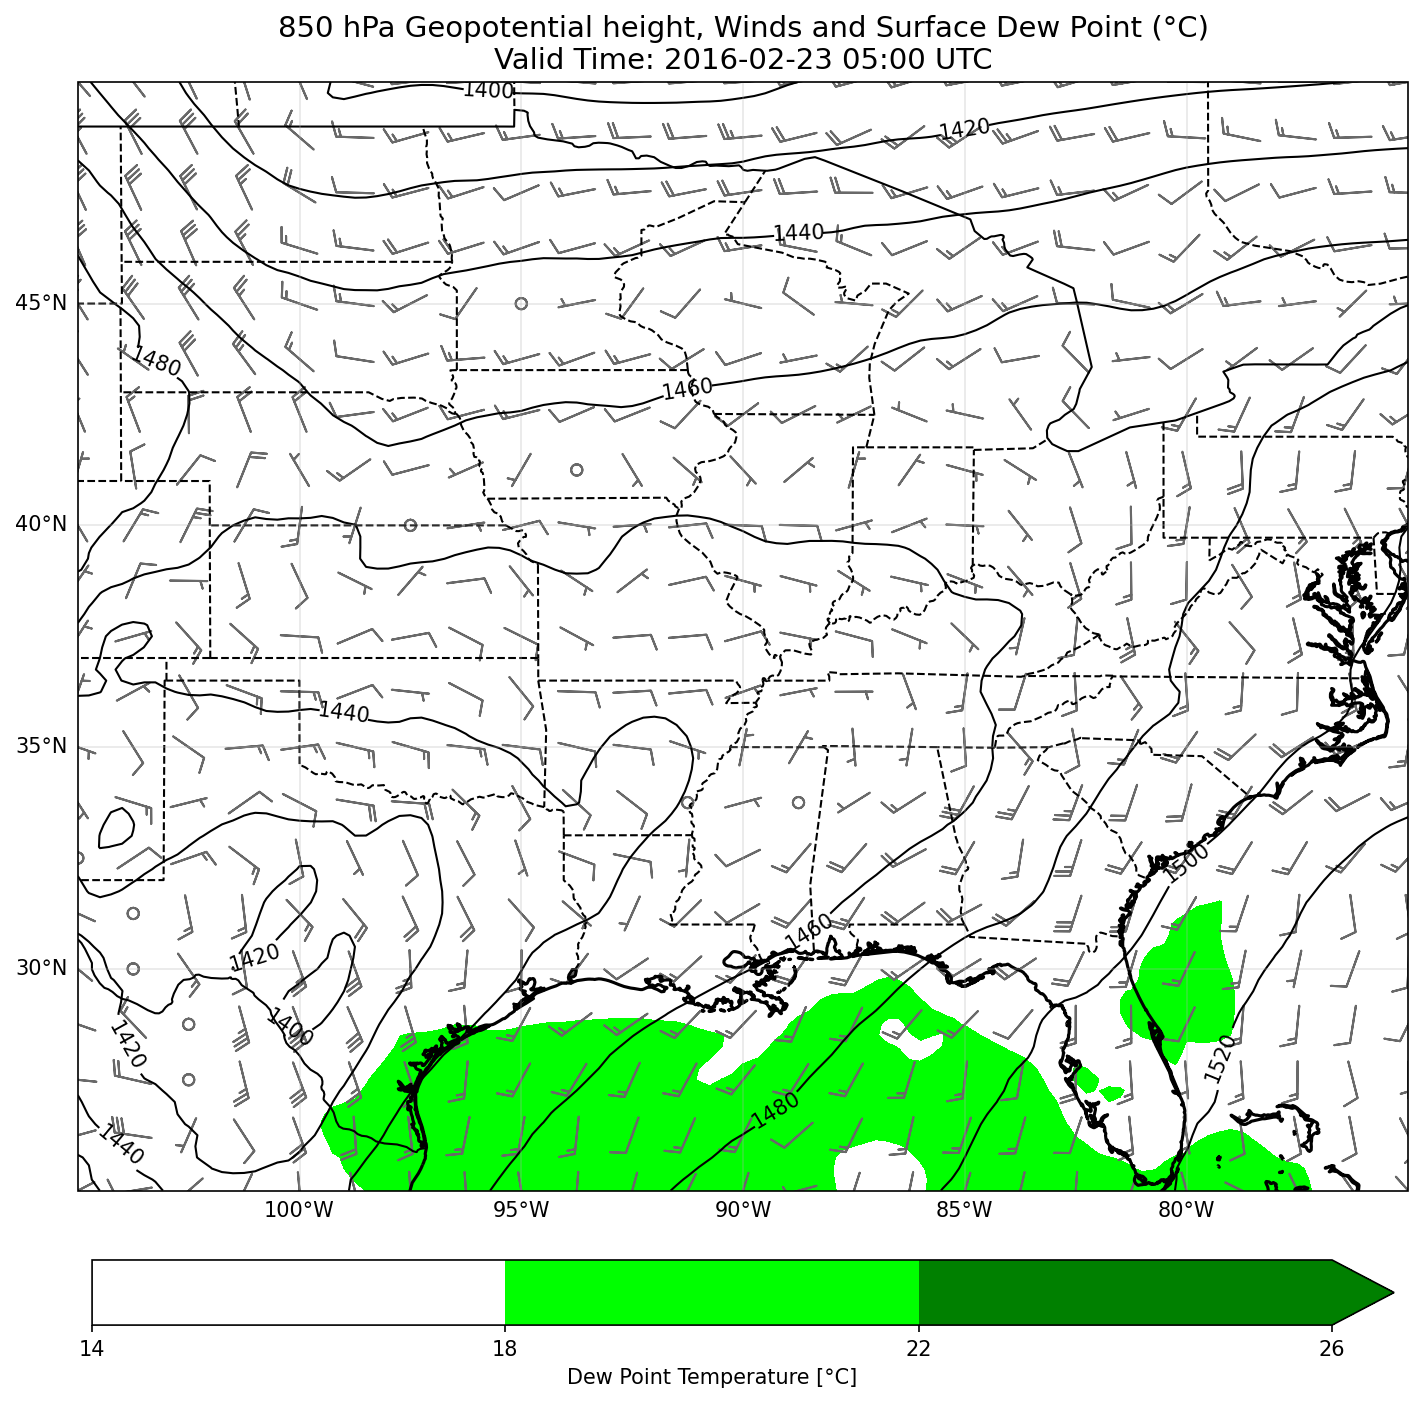 850 hPa Geopotential height, Winds and Surface Dew Point (°C)
Valid Time: 2016-02-23 05:00 UTC
1400
1420
1440
45°N
1480
1460
40°N
1440
35°N
1500
1460
1420
30°N
1400
1420
1520
1480
1440
100°W
95°W
90°W
85°W
80°W
14
18
22
26
Dew Point Temperature [°C]